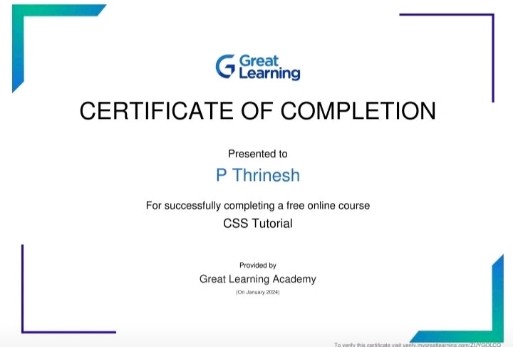 Great
Learning
CERTIFICATE OF COMPLETION
Presented to
P Thrinesh
For successfully completing a free online course
CSS Tutorial
Provided by
Great Learning Academy
(On January 2024)
To verify this certificate visit verify.mygreatlearning.com/